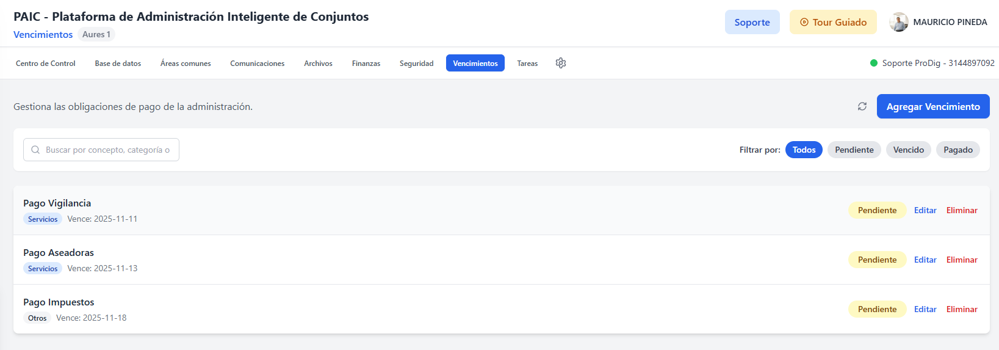 PAIC - Plataforma de Administración Inteligente de Conjuntos
Vencimientos Aures 1
Soporte Tour Guiado MAURICIO PINEDA
Centro de Control Base de datos Áreas comunes Comunicaciones Archivos Finanzas Seguridad Vencimientos Tareas
Soporte ProDig - 3144897092
Gestiona las obligaciones de pago de la administración.
Agregar Vencimiento
Buscar por concepto, categoría o
Filtrar por: Todos Pendiente Vencido Pagado
Pago Vigilancia
Servicios Vence: 2025-11-11
Pendiente Editar Eliminar
Pago Aseadoras
Servicios Vence: 2025-11-13
Pendiente Editar Eliminar
Pago Impuestos
Otros Vence: 2025-11-18
Pendiente Editar Eliminar